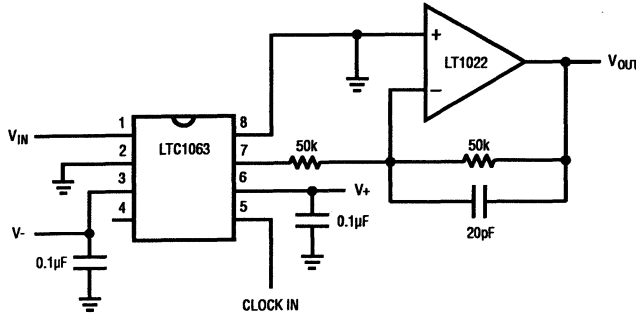 +
LT1022
−
VOUT
1
8
VIN
LTC1063
50k
50k
2
7
3
6
V+
4
5
V-
0.1µF
20pF
0.1µF
CLOCK IN